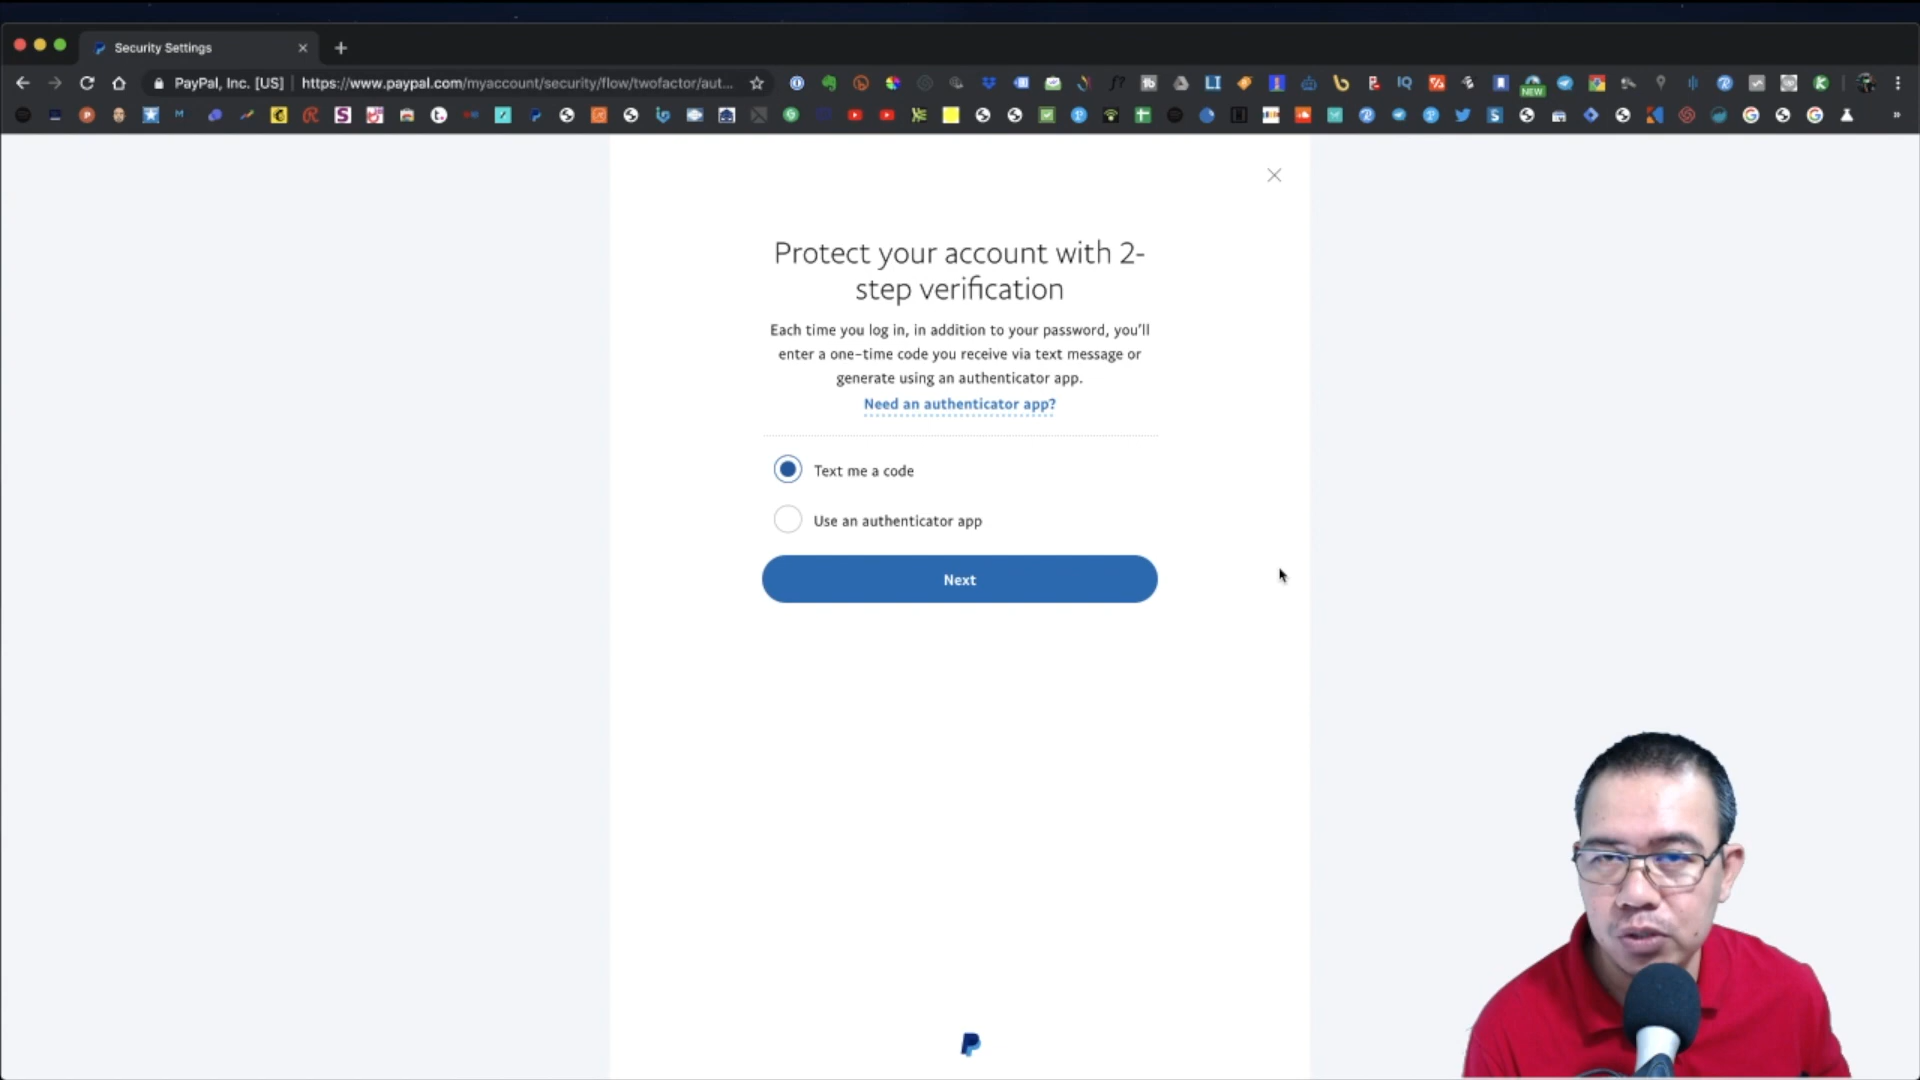 Security Settings
PayPal, Inc. [US] | https://www.paypal.com/myaccount/security/flow/twofactor/aut...
NEW
Protect your account with 2-
step verification
Each time you log in, in addition to your password, you'll
enter a one-time code you receive via text message or
generate using an authenticator app.
Need an authenticator app?
Text me a code
Use an authenticator app
Next